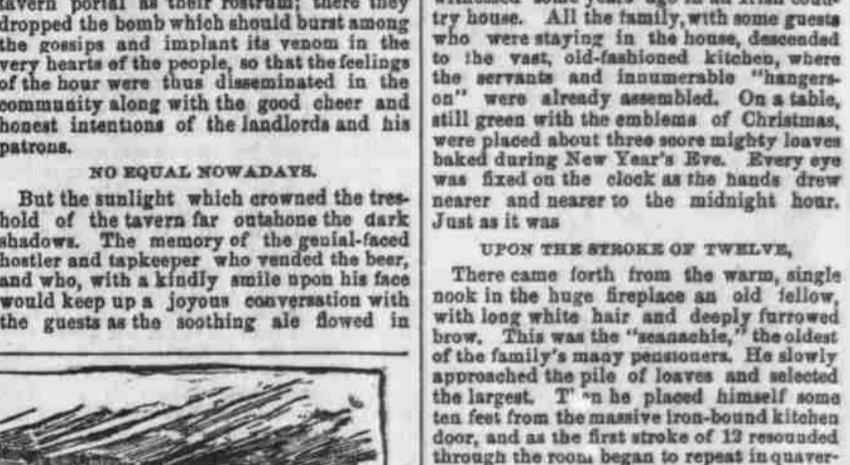 tavern portal as their rostrum; there they
dropped the bomb which should burst among
the gossips and implant its venom in the
very hearts of the people, so that the feelings
of the hour were thus disseminated in the
community along with the good cheer and
honest intentions of the landlords and his
patrons.
NO EQUAL NOWADAYS.
But the sunlight which crowned the tres-
hold of the tavern far outshone the dark
shadows. The memory of the genial-faced
hostler and tapkeeper who vended the beer,
and who, with a kindly smile upon his face
would keep up a joyous conversation with
the guests as the soothing ale flowed in
witnessed some years ago in an Irish coun-
try house. All the family, with some guests
who were staying in the house, descended
to the vast, old-fashioned kitchen, where
the servants and innumerable "hangers-
on" were already assembled. On a table,
still green with the emblems of Christmas,
were placed about three score mighty loaves
baked during New Year's Eve. Every eye
was fixed on the clock as the hands drew
nearer and nearer to the midnight hour.
Just as it was
UPON THE STROKE OF TWELVE,
There came forth from the warm, single
nook in the huge fireplace an old fellow,
with long white hair and deeply furrowed
brow. This was the "seanachie," the oldest
of the family's many pensioners. He slowly
approached the pile of loaves and selected
the largest. T en he placed himself some
ten feet from the massive iron-bound kitchen
door, and as the first stroke of 12 resounded
through the room began to repeat in quaver-